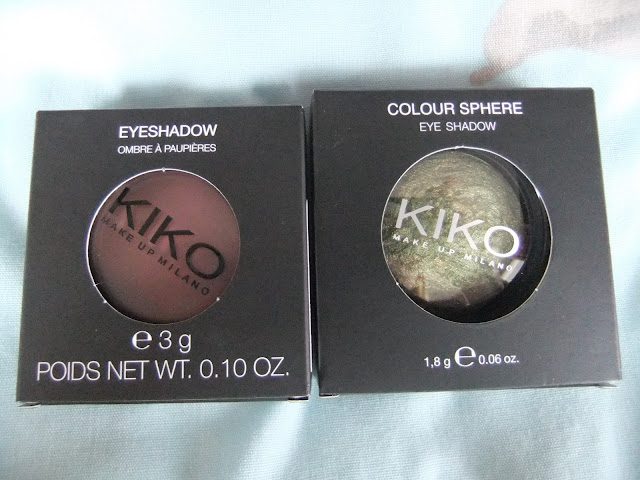 EYESHADOW
OMBRE À PAUPIÈRES
KIKO
MAKE UP MILANO
℮ 3 g
POIDS NET WT. 0.10 OZ.
COLOUR SPHERE
EYE SHADOW
KIKO
MAKE UP MILANO
1,8 g ℮ 0.06 oz.